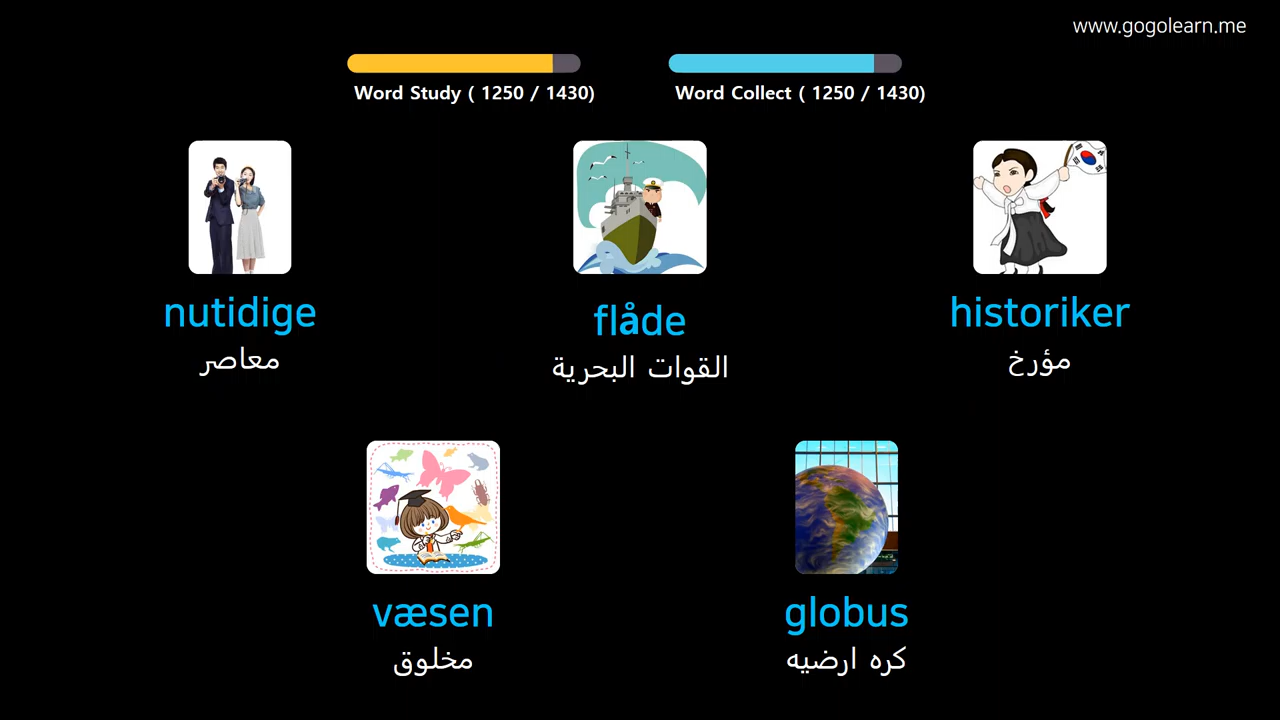 www.gogolearn.me
Word Study ( 1250 / 1430)
Word Collect ( 1250 / 1430)
nutidige
معاصر
flåde
القوات البحرية
historiker
مؤرخ
væsen
مخلوق
globus
كره ارضيه